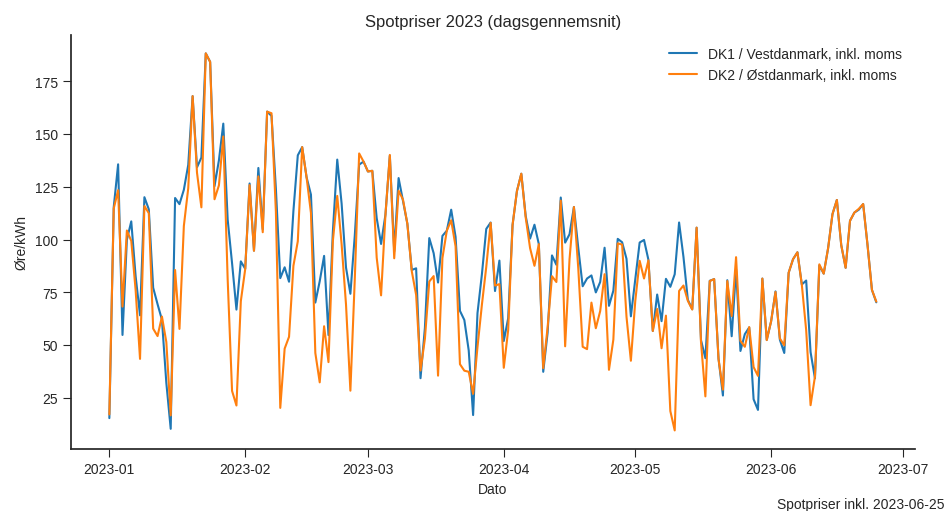 Spotpriser 2023 (dagsgennemsnit)
DK1 / Vestdanmark, inkl. moms
DK2 / Østdanmark, inkl. moms
Øre/kWh
175
150
125
100
75
50
25
2023-01 2023-02 2023-03 2023-04 2023-05 2023-06 2023-07
Dato
Spotpriser inkl. 2023-06-25